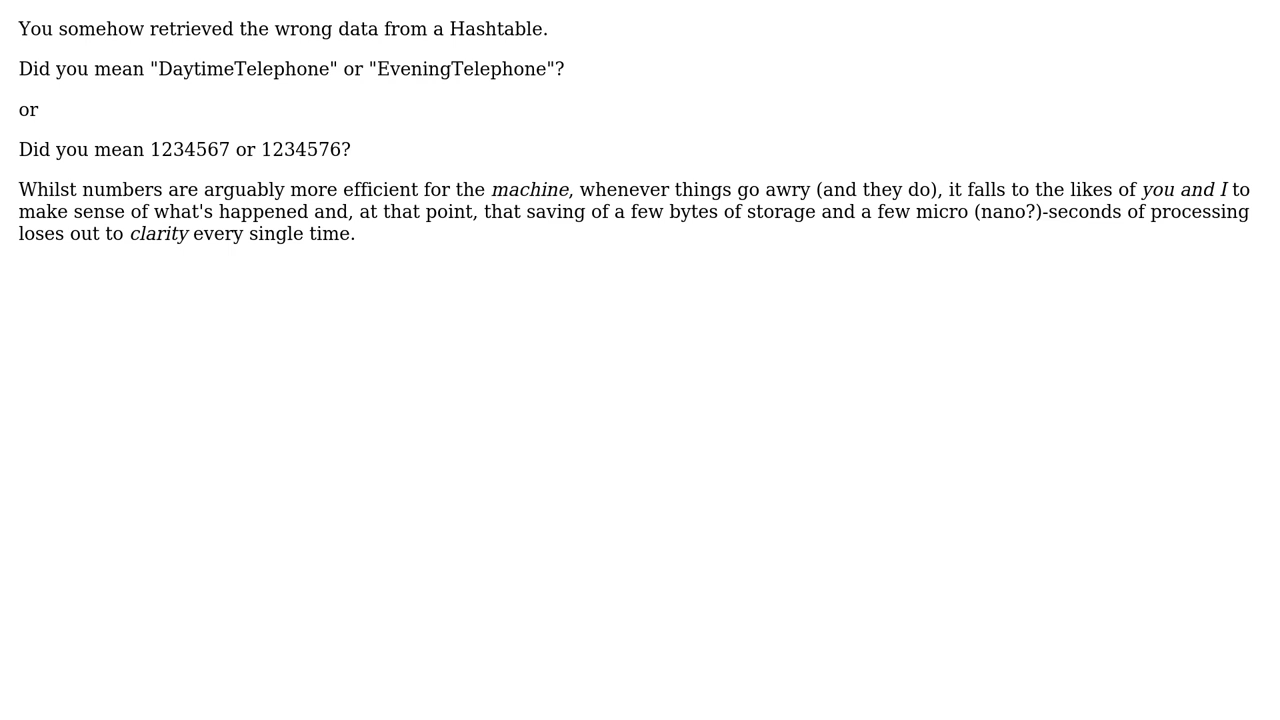 You somehow retrieved the wrong data from a Hashtable.
Did you mean "DaytimeTelephone" or "EveningTelephone"?
or
Did you mean 1234567 or 1234576?
Whilst numbers are arguably more efficient for the machine, whenever things go awry (and they do), it falls to the likes of you and I to
make sense of what's happened and, at that point, that saving of a few bytes of storage and a few micro (nano?)-seconds of processing
loses out to clarity every single time.